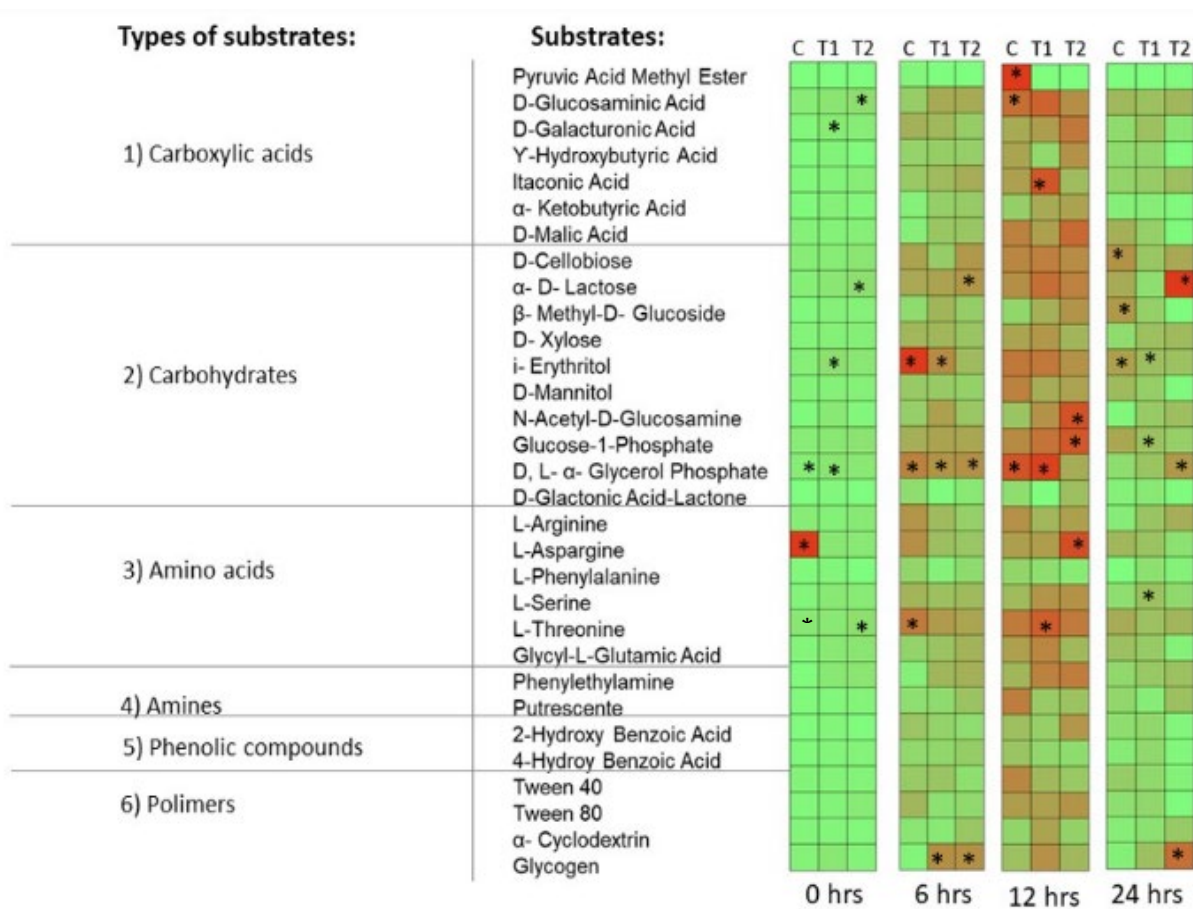 Types of substrates: Substrates:
C T1 T2 C T1 T2 C T1 T2 C T1 T2
Pyruvic Acid Methyl Ester
D-Glucosaminic Acid
D-Galacturonic Acid
1) Carboxylic acids
ϒ-Hydroxybutyric Acid
Itaconic Acid
α- Ketobutyric Acid
D-Malic Acid
D-Cellobiose
α- D- Lactose
β- Methyl-D- Glucoside
D- Xylose
i- Erythritol
2) Carbohydrates
D-Mannitol
N-Acetyl-D-Glucosamine
Glucose-1-Phosphate
D, L- α- Glycerol Phosphate
D-Glactonic Acid-Lactone
L-Arginine
L-Aspargine
3) Amino acids
L-Phenylalanine
L-Serine
L-Threonine
Glycyl-L-Glutamic Acid
Phenylethylamine
4) Amines
Putrescente
2-Hydroxy Benzoic Acid
5) Phenolic compounds
4-Hydroy Benzoic Acid
Tween 40
6) Polimers
Tween 80
α- Cyclodextrin
Glycogen
0 hrs 6 hrs 12 hrs 24 hrs